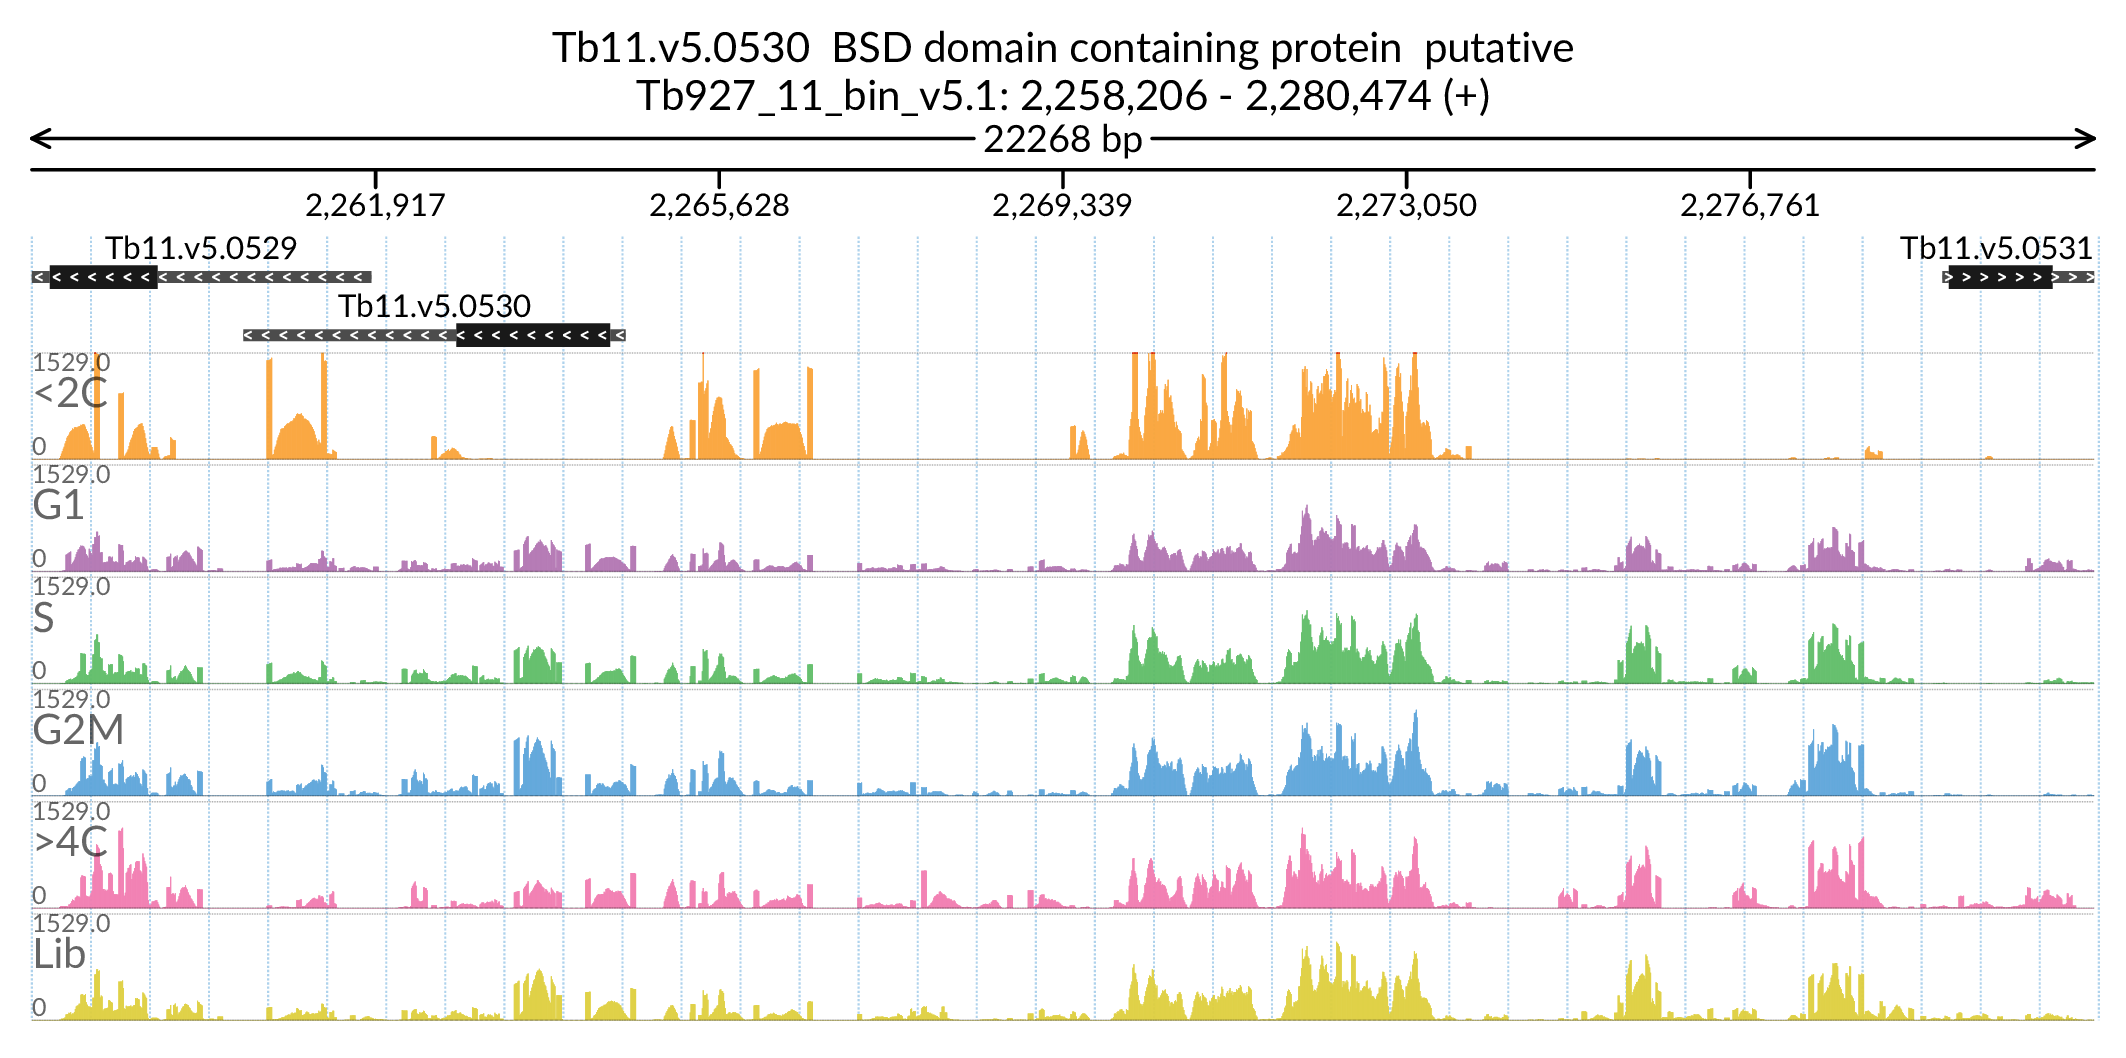 Tb11.v5.0530  BSD domain containing protein  putative
Tb927_11_bin_v5.1: 2,258,206 - 2,280,474 (+)
22268 bp
2,261,917 2,265,628 2,269,339 2,273,050 2,276,761
Tb11.v5.0529 Tb11.v5.0531
Tb11.v5.0530
1529.0
<2C
0
1529.0
G1
0
1529.0
S
0
1529.0
G2M
0
1529.0
>4C
0
1529.0
Lib
0